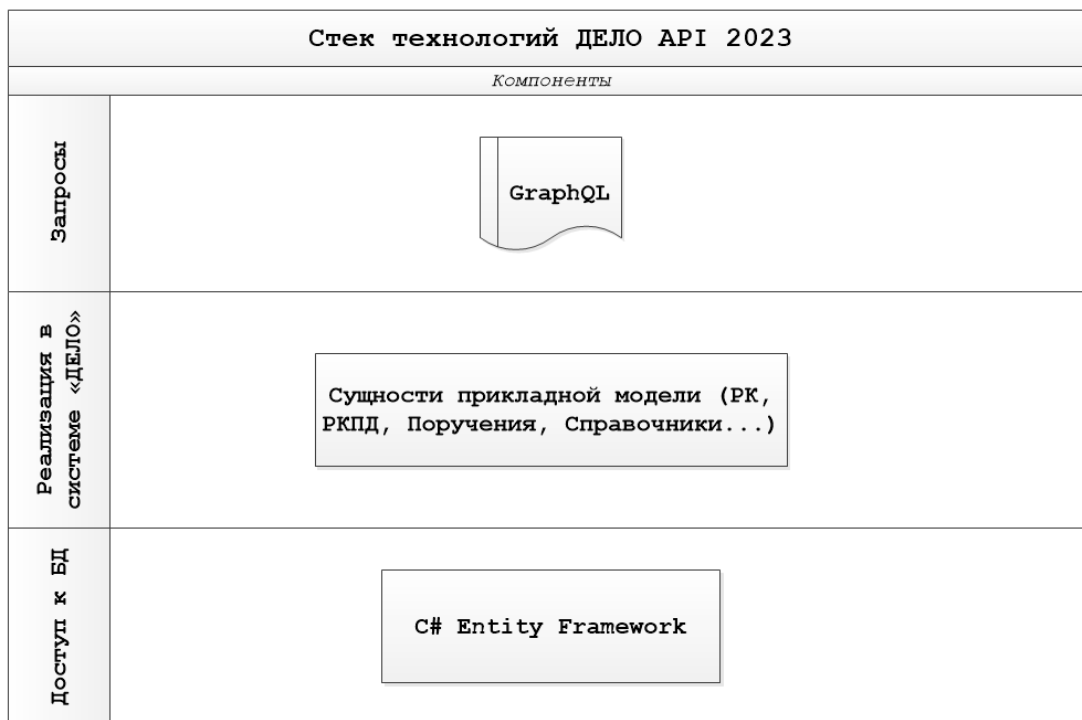 Стек технологий ДЕЛО API 2023
Компоненты
Запросы
GraphQL
Реализация в
системе «ДЕЛО»
Сущности прикладной модели (РК,
РКПД, Поручения, Справочники...)
Доступ к БД
C# Entity Framework